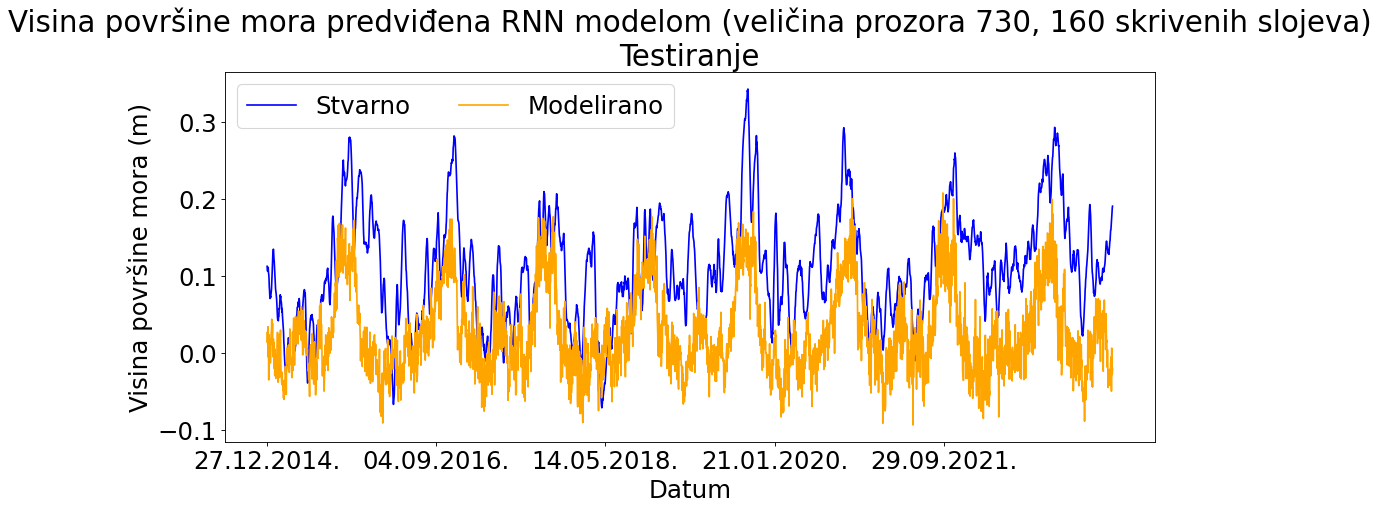 Visina površine mora predviđena RNN modelom (veličina prozora 730, 160 skrivenih slojeva)
Testiranje
Stvarno Modelirano
Visina površine mora (m)
0.3
0.2
0.1
0.0
−0.1
27.12.2014. 04.09.2016. 14.05.2018. 21.01.2020. 29.09.2021.
Datum